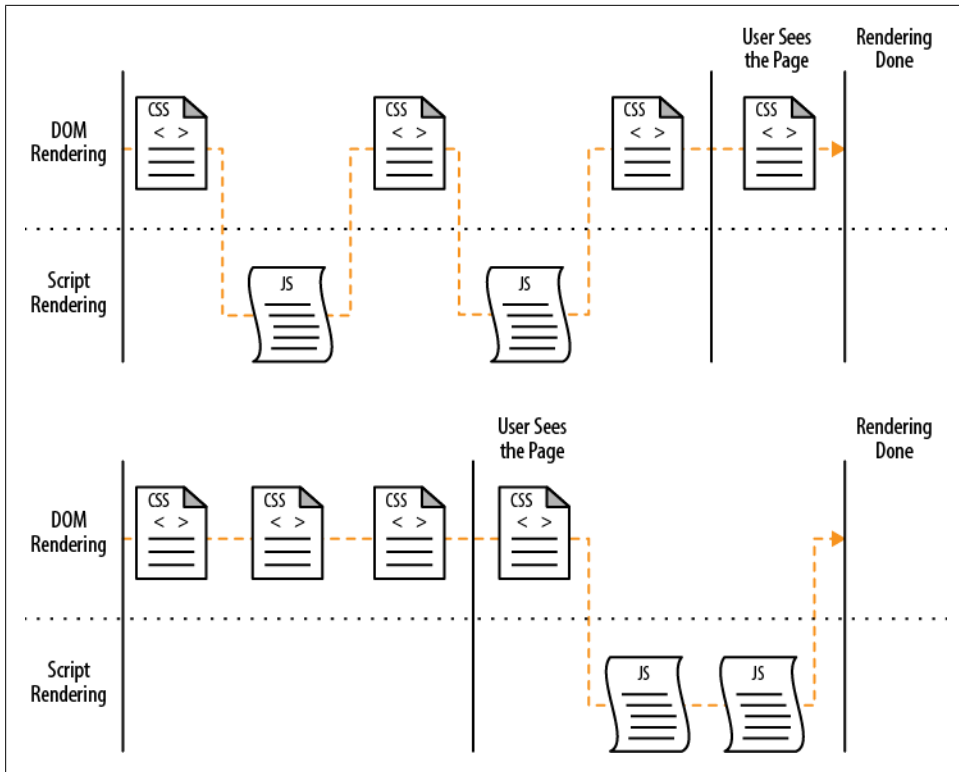 User Sees
the Page
Rendering
Done
DOM
Rendering
CSS
< >
CSS
< >
CSS
< >
CSS
< >
Script
Rendering
JS
JS
User Sees
the Page
Rendering
Done
DOM
Rendering
CSS
< >
CSS
< >
CSS
< >
CSS
< >
Script
Rendering
JS
JS